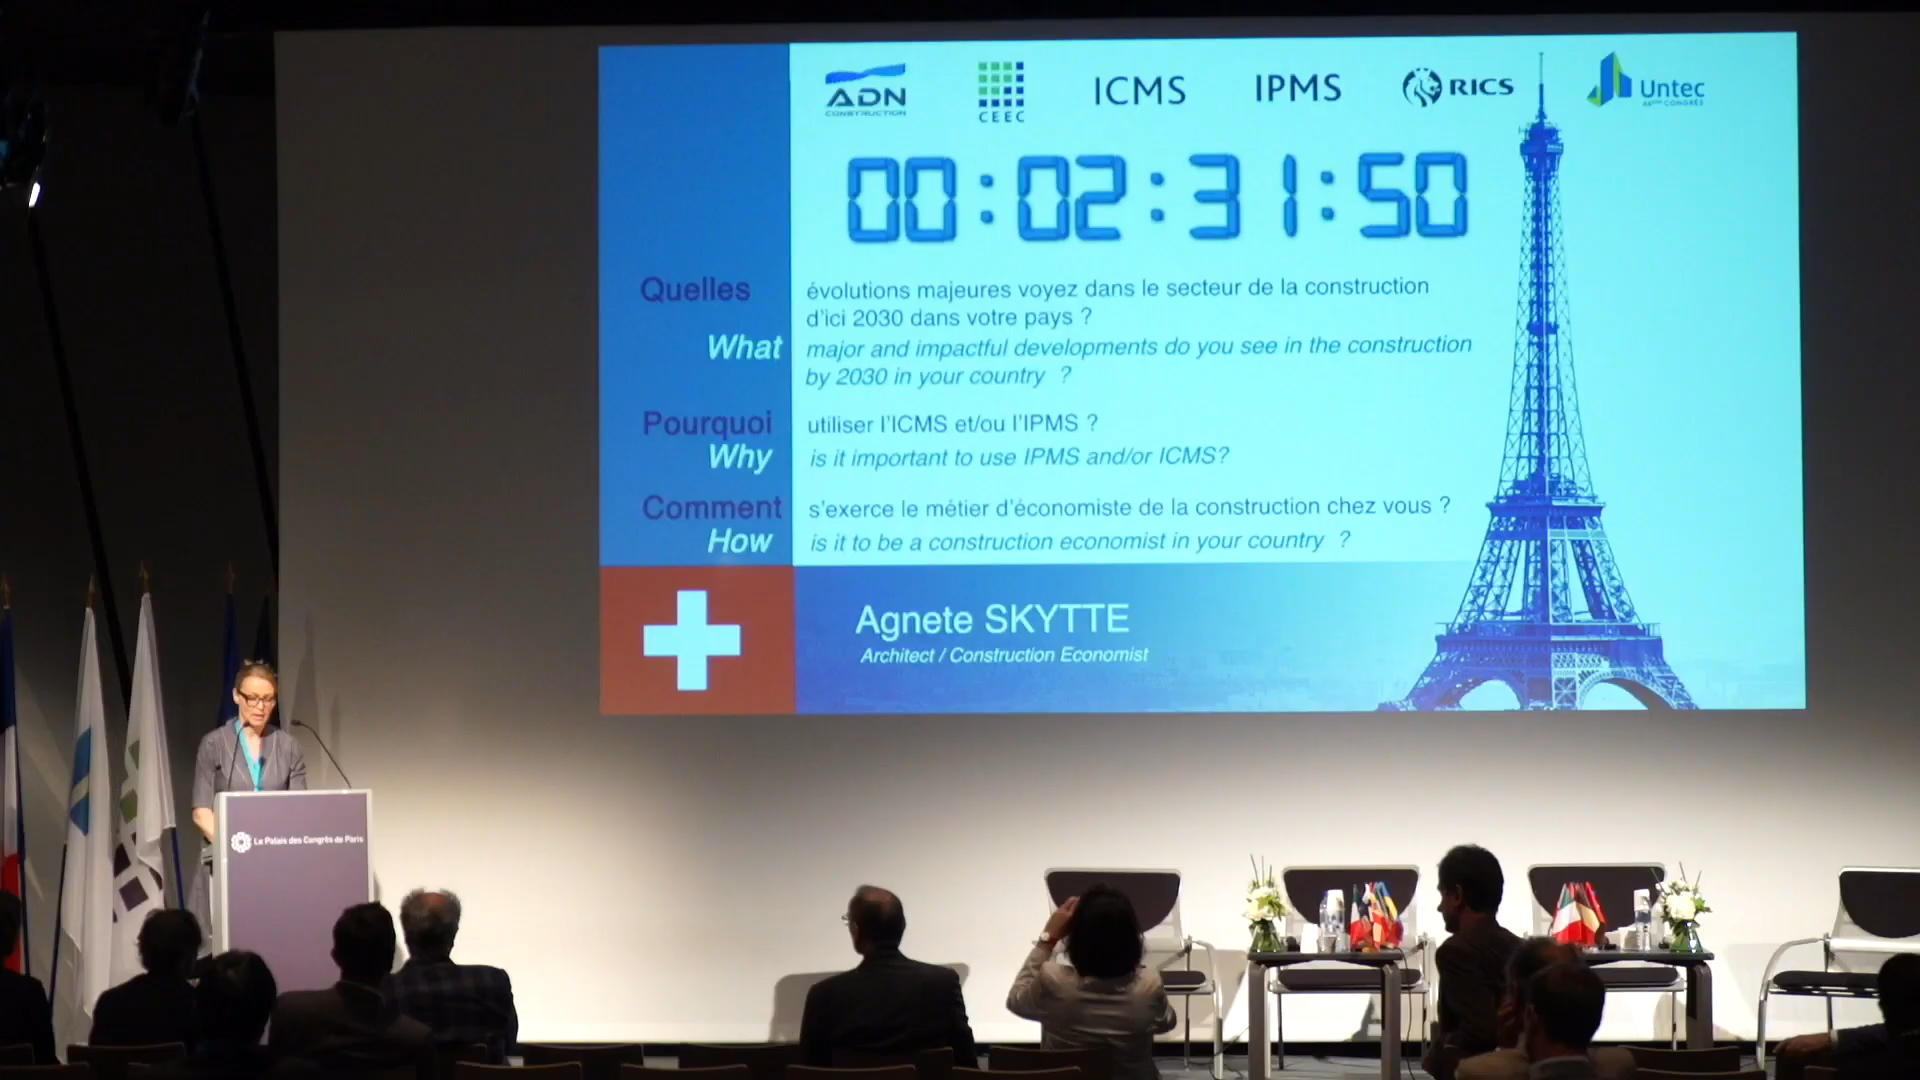 ADN
CONSTRUCTION
CEEC
ICMS
IPMS
RICS
Untec
00:02:31:50
Quelles évolutions majeures voyez dans le secteur de la construction
d'ici 2030 dans votre pays ?
What major and impactful developments do you see in the construction
by 2030 in your country ?
Pourquoi utiliser l'ICMS et/ou l'IPMS ?
Why is it important to use IPMS and/or ICMS?
Comment s'exerce le métier d'économiste de la construction chez vous ?
How is it to be a construction economist in your country ?
Agnete SKYTTE
Architect / Construction Economist
Le Palais des Congrès de Paris